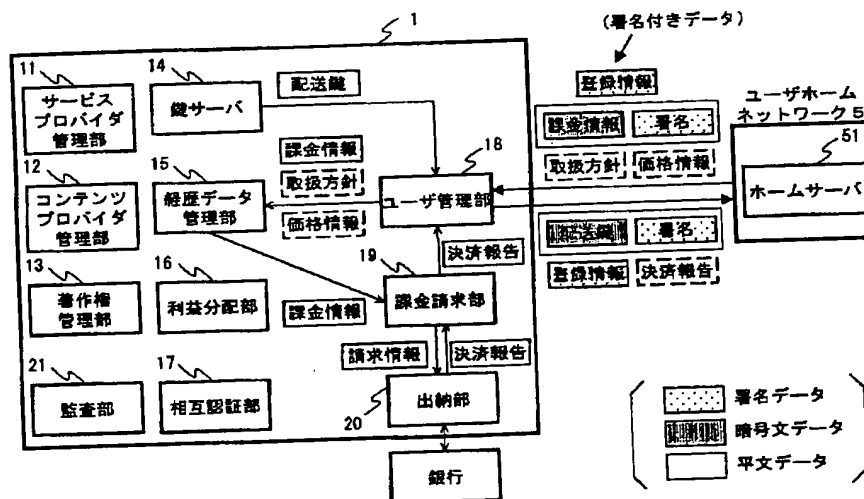 (署名付きデータ)
1
11
サービス
プロバイダ
管理部
14
鍵サーバ
配送鍵
登録情報
課金情報
署名
取扱方針
価格情報
ユーザホーム
ネットワーク5
51
ホームサーバ
12
コンテンツ
プロバイダ
管理部
15
経歴データ
管理部
課金情報
取扱方針
価格情報
18
ユーザ管理部
配送鍵
署名
登録情報
決済報告
13
著作権
管理部
16
利益分配部
課金情報
19
課金請求部
決済報告
請求情報
決済報告
21
監査部
17
相互認証部
20
出納部
銀行
署名データ
暗号文データ
平文データ